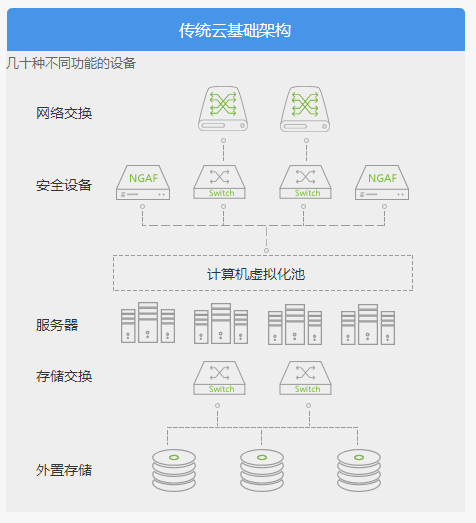 传统云基础架构
几十种不同功能的设备
网络交换
安全设备
NGAF
Switch
Switch
NGAF
计算机虚拟化池
服务器
存储交换
Switch
Switch
外置存储